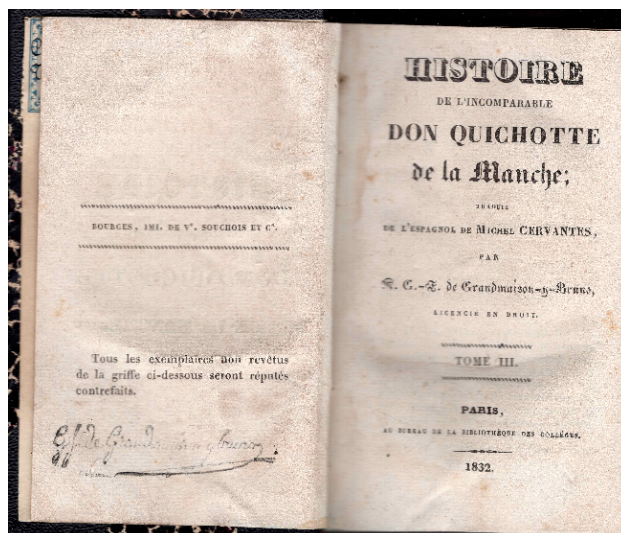 BOURGES, IMP. DE Vᵉ. SOUCHOIS ET Cⁱᵉ.
Tous les exemplaires non revêtus
de la griffe ci-dessous seront réputés
contrefaits.
HISTOIRE
DE L'INCOMPARABLE
DON QUICHOTTE
de la Manche;
TRADUIT
DE L'ESPAGNOL DE MICHEL CERVANTES,
PAR
de Grandmaison-y-Bruno,
LICENCIÉ EN DROIT.
TOME III.
PARIS,
AU BUREAU DE LA BIBLIOTHÈQUE DES COLLÈGES.
1832.